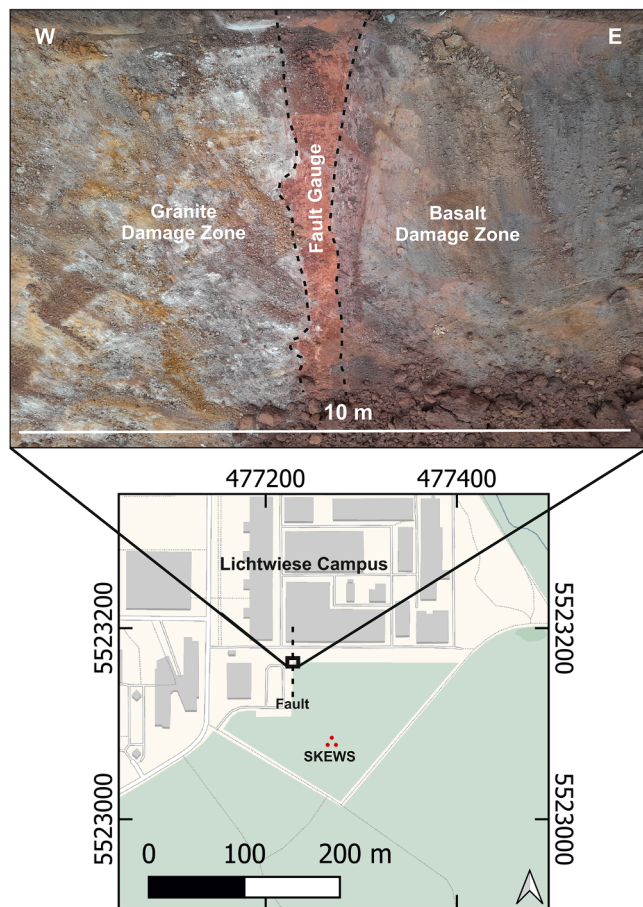 W
E
Granite
Damage Zone
Fault Gauge
Basalt
Damage Zone
10 m
477200
477400
Lichtwiese Campus
5523200
5523200
Fault
SKEWS
5523000
5523000
0
100
200 m